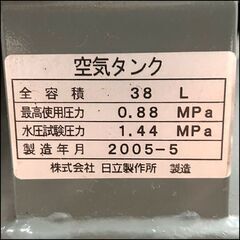 空気タンク
全容積 38 L
最高使用圧力 0.88 MPa
水圧試験圧力 1.44 MPa
製造年月 2005-5
株式会社 日立製作所 製造